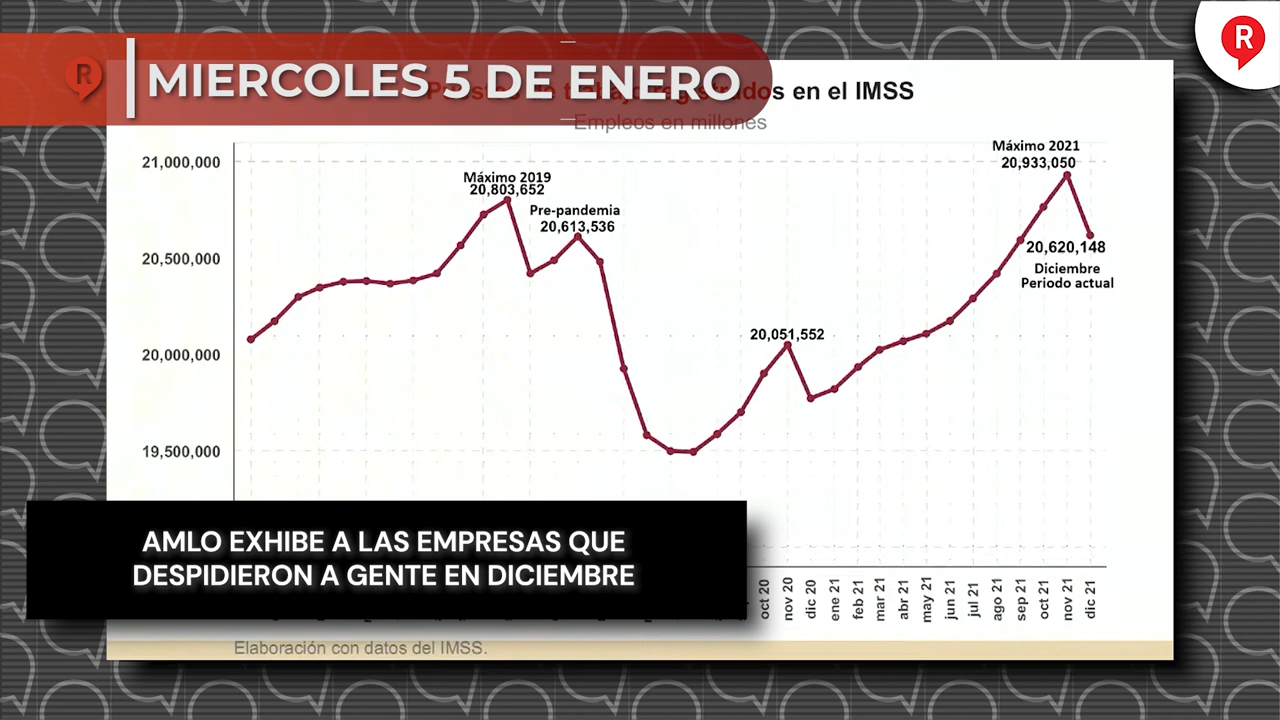 R
R
MIERCOLES 5 DE ENERO
en el IMSS
Empleos en millones
21,000,000
20,500,000
20,000,000
19,500,000
Máximo 2019
20,803,652
Pre-pandemia
20,613,536
20,051,552
Máximo 2021
20,933,050
20,620,148
Diciembre
Periodo actual
AMLO EXHIBE A LAS EMPRESAS QUE
DESPIDIERON A GENTE EN DICIEMBRE
oct 20
nov 20
dic 20
ene 21
feb 21
mar 21
abr 21
may 21
jun 21
jul 21
ago 21
sep 21
oct 21
nov 21
dic 21
Elaboración con datos del IMSS.